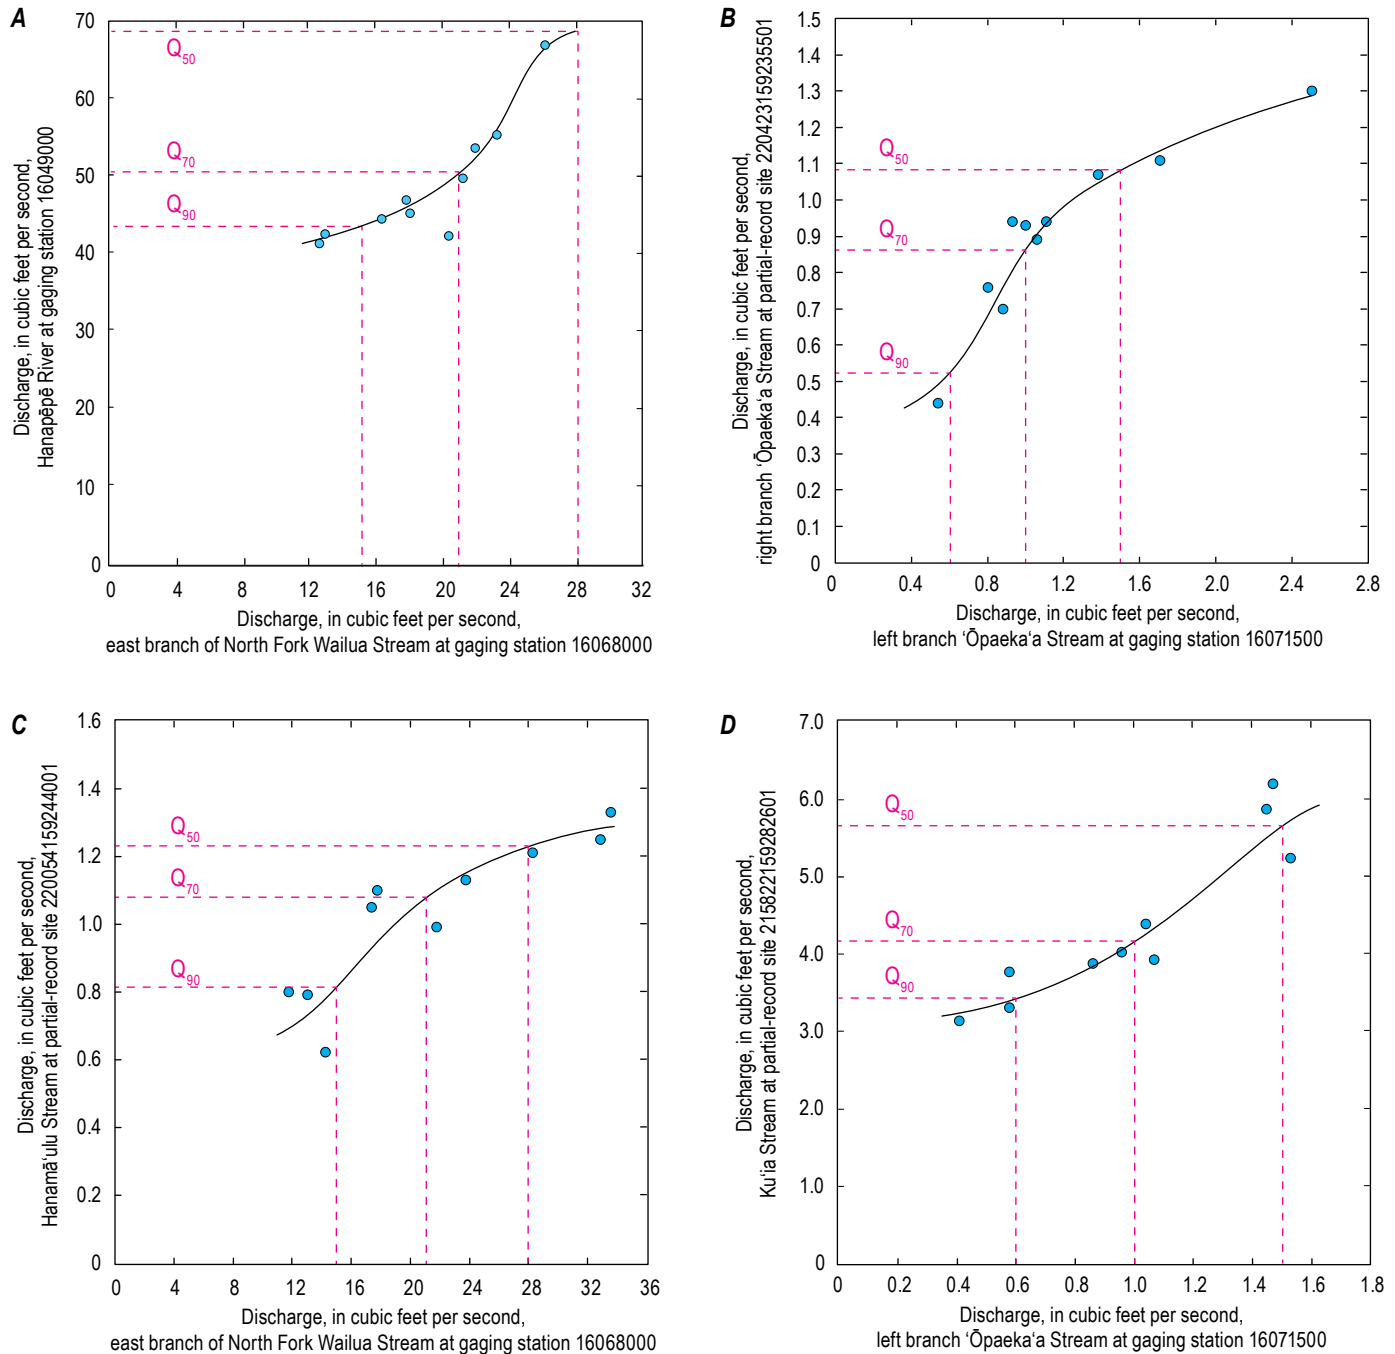 A
70
60
50
40
30
20
10
0
Q50
Q70
Q90
0 4 8 12 16 20 24 28 32
Discharge, in cubic feet per second,
Hanapēpē River at gaging station 16049000
Discharge, in cubic feet per second,
east branch of North Fork Wailua Stream at gaging station 16068000
B
1.5
1.4
1.3
1.2
1.1
1.0
0.9
0.8
0.7
0.6
0.5
0.4
0.3
0.2
0.1
0
Q50
Q70
Q90
0 0.4 0.8 1.2 1.6 2.0 2.4 2.8
Discharge, in cubic feet per second,
right branch ‘Ōpaeka‘a Stream at partial-record site 220423159235501
Discharge, in cubic feet per second,
left branch ‘Ōpaeka‘a Stream at gaging station 16071500
C
1.6
1.4
1.2
1.0
0.8
0.6
0.4
0.2
0
Q50
Q70
Q90
0 4 8 12 16 20 24 28 32 36
Discharge, in cubic feet per second,
Hanamā‘ulu Stream at partial-record site 220054159244001
Discharge, in cubic feet per second,
east branch of North Fork Wailua Stream at gaging station 16068000
D
7.0
6.0
5.0
4.0
3.0
2.0
1.0
0
Q50
Q70
Q90
0 0.2 0.4 0.6 0.8 1.0 1.2 1.4 1.6 1.8
Discharge, in cubic feet per second,
Ku‘ia Stream at partial-record site 215822159282601
Discharge, in cubic feet per second,
left branch ‘Ōpaeka‘a Stream at gaging station 16071500